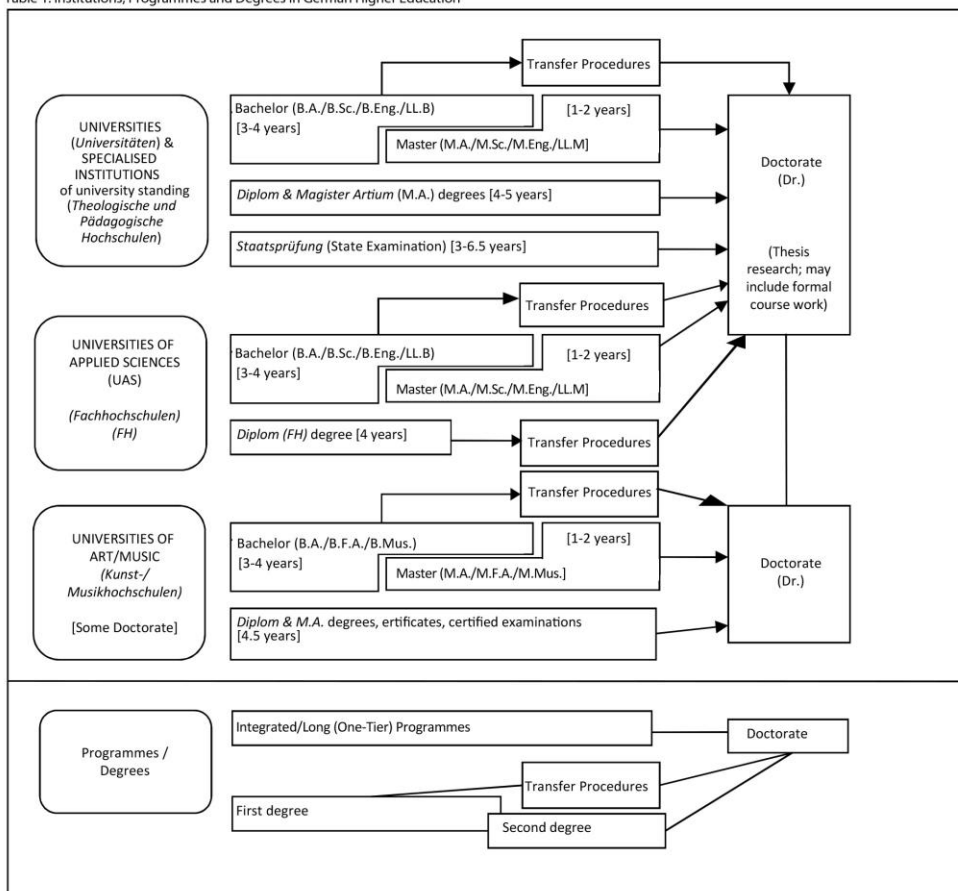 Table 1: Institutions, Programmes and Degrees in German Higher Education
Transfer Procedures
UNIVERSITIES
(Universitäten) &
SPECIALISED
INSTITUTIONS
of university standing
(Theologische und
Pädagogische
Hochschulen)
Bachelor (B.A./B.Sc./B.Eng./LL.B)
[3-4 years]
[1-2 years]
Master (M.A./M.Sc./M.Eng./LL.M]
Diplom & Magister Artium (M.A.) degrees [4-5 years]
Staatsprüfung (State Examination) [3-6.5 years]
Doctorate
(Dr.)
(Thesis
research; may
include formal
course work)
Transfer Procedures
UNIVERSITIES OF
APPLIED SCIENCES
(UAS)
(Fachhochschulen)
(FH)
Bachelor (B.A./B.Sc./B.Eng./LL.B)
[3-4 years]
[1-2 years]
Master (M.A./M.Sc./M.Eng./LL.M]
Diplom (FH) degree [4 years]
Transfer Procedures
Transfer Procedures
UNIVERSITIES OF
ART/MUSIC
(Kunst-/
Musikhochschulen)
[Some Doctorate]
Bachelor (B.A./B.F.A./B.Mus.)
[3-4 years]
[1-2 years]
Master (M.A./M.F.A./M.Mus.]
Diplom & M.A. degrees, ertificates, certified examinations
[4.5 years]
Doctorate
(Dr.)
Programmes /
Degrees
Integrated/Long (One-Tier) Programmes
Doctorate
Transfer Procedures
First degree
Second degree